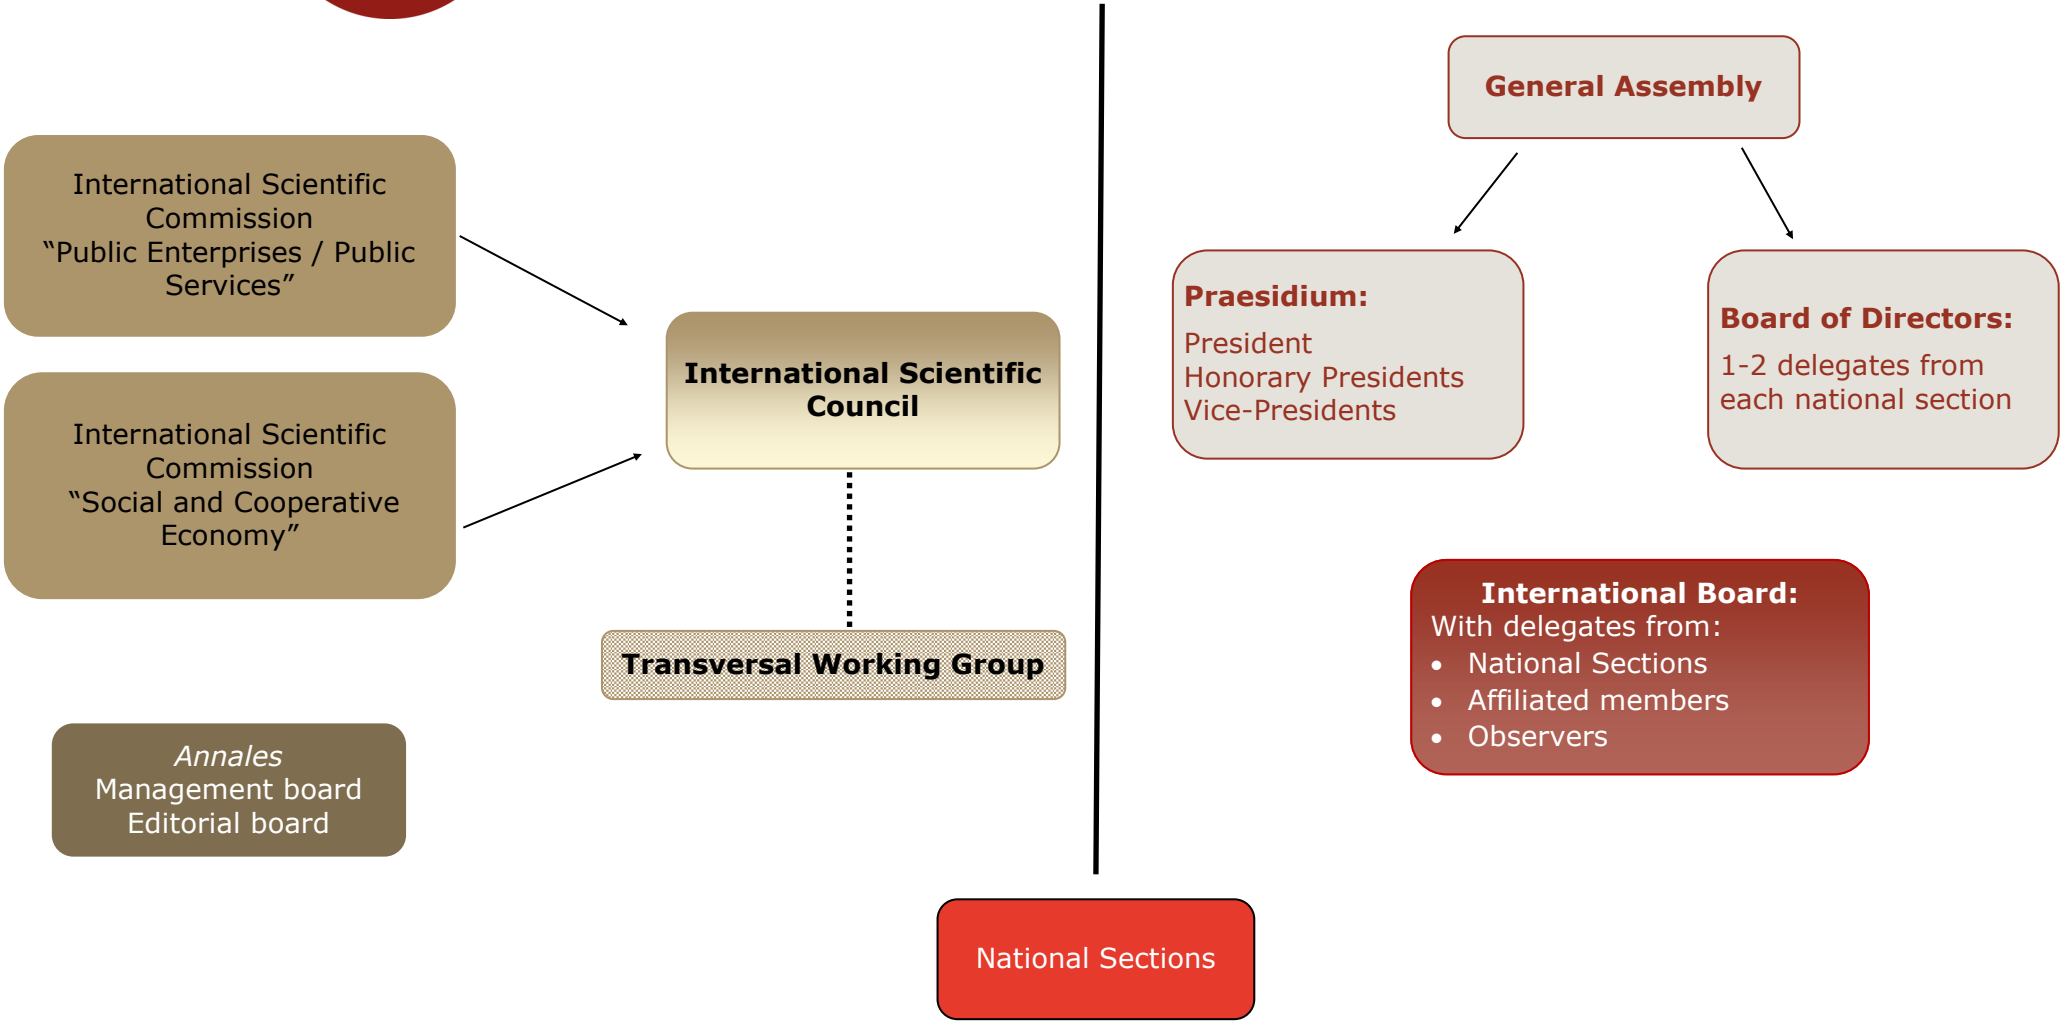 International Scientific
Commission
“Public Enterprises / Public
Services”
International Scientific
Commission
“Social and Cooperative
Economy”
International Scientific
Council
Transversal Working Group
Annales
Management board
Editorial board
General Assembly
Praesidium:
President
Honorary Presidents
Vice-Presidents
Board of Directors:
1-2 delegates from
each national section
International Board:
With delegates from:
• National Sections
• Affiliated members
• Observers
National Sections